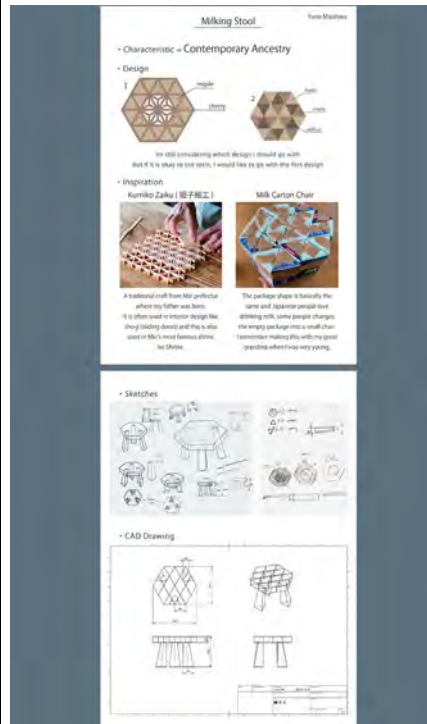 Milking Stool
• Characteristic = Contemporary Ancestry
• Design
1
maple
cherry
2
walnut
Im still considering which design I should go with
but if it is okay to use resin, I would like to go with the first design
• Inspiration
Kumiko Zaiku ( 組子細工 )
Milk Carton Chair
A traditional craft from Mie prefecture
where my father was born.
It is often used in interior design like
sho-ji (sliding doors) and this is also
used in Mie's most famous shrine
Ise Shrine.
The package shape is basically the
same and Japanese people love
drinking milk, some people changes
the empty package into a small chair.
I remember making this with my great
grandma when I was very young.
• Sketches
• CAD Drawing